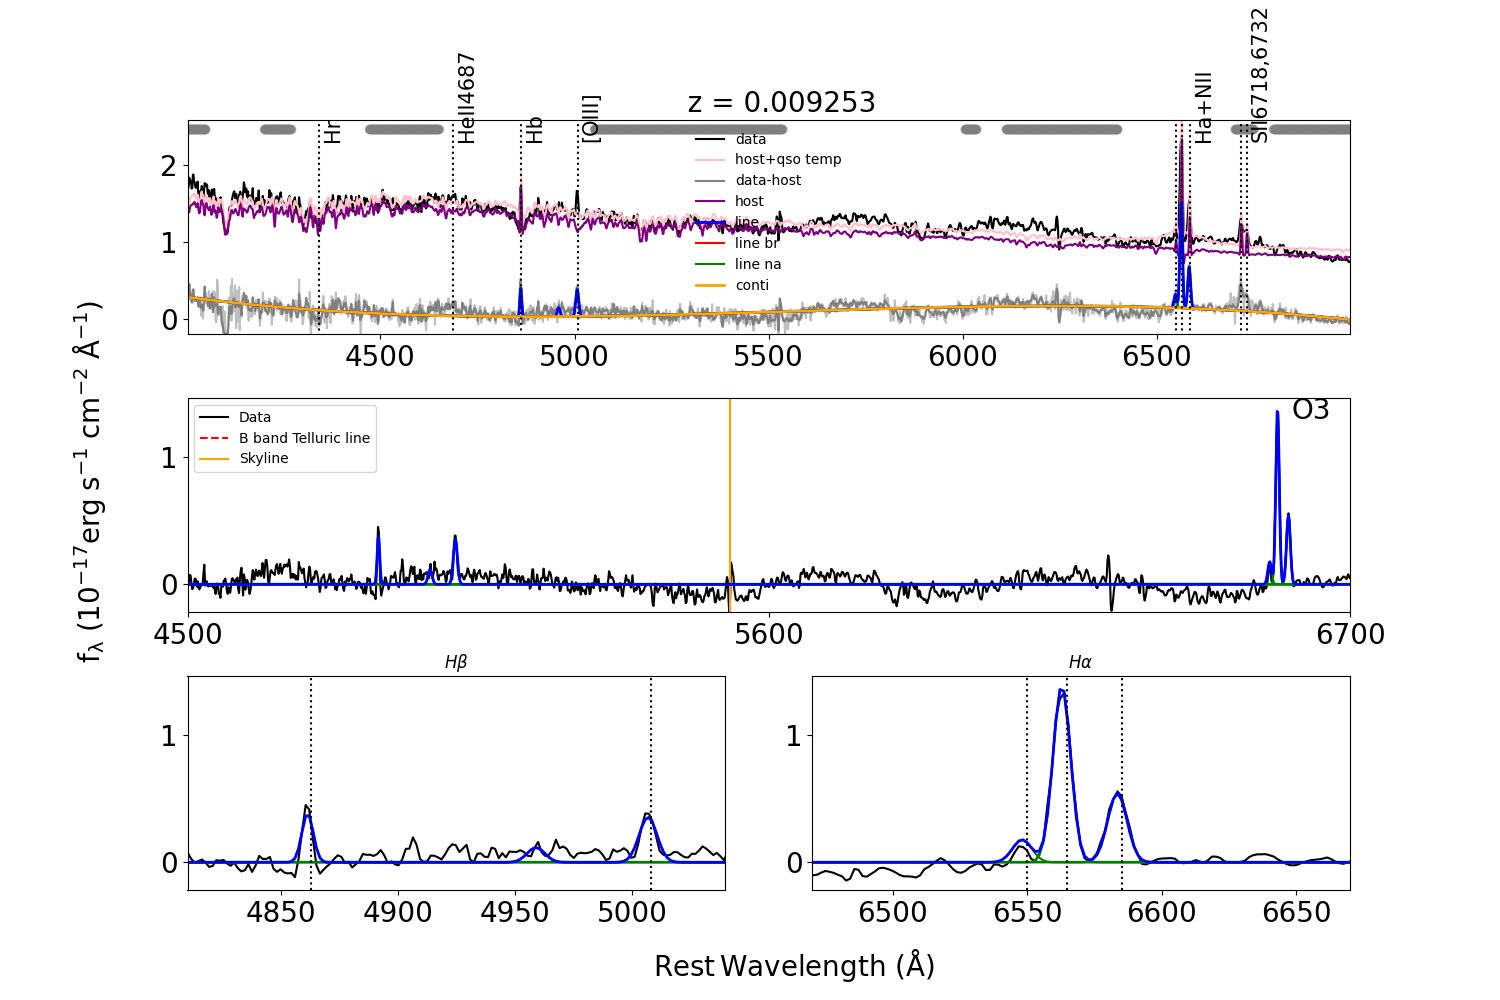 z = 0.009253
Hr
HeII4687
Hb
[OIII]
Ha+NII
SII6718,6732
data
host+qso temp
data-host
host
line
line br
line na
conti
2
1
0
4500 5000 5500 6000 6500
Data
B band Telluric line
Skyline
O3
1
0
4500 5600 6700
fλ (10−17erg s−1 cm−2 Å−1)
Hβ
1
0
4850 4900 4950 5000
Hα
1
0
6500 6550 6600 6650
Rest Wavelength (Å)